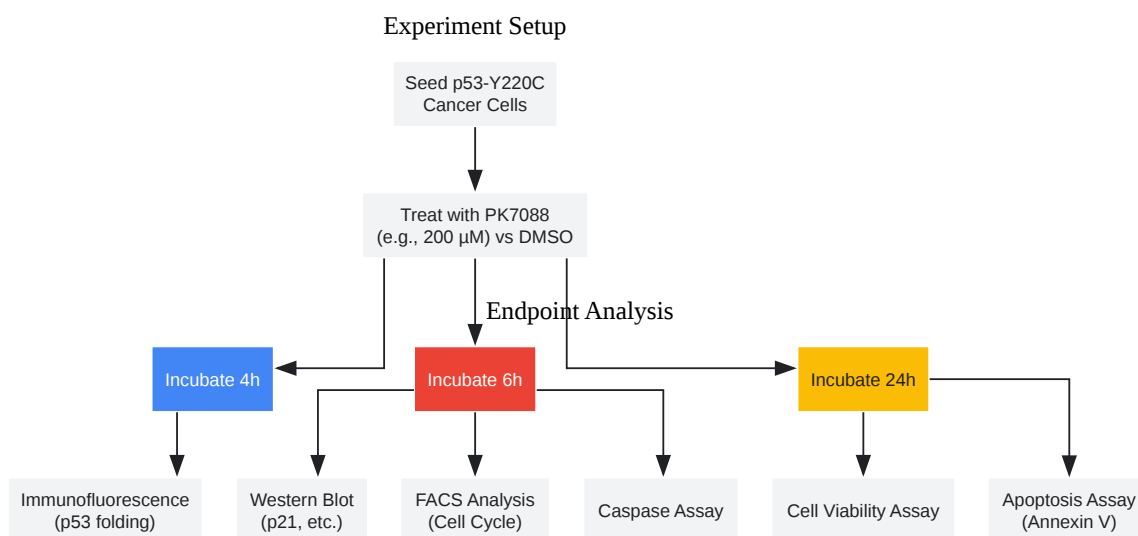 Experiment Setup
Seed p53-Y220C
Cancer Cells
Treat with PK7088
(e.g., 200 µM) vs DMSO
Endpoint Analysis
Incubate 4h
Incubate 6h
Incubate 24h
Immunofluorescence
(p53 folding)
Western Blot
(p21, etc.)
FACS Analysis
(Cell Cycle)
Caspase Assay
Cell Viability Assay
Apoptosis Assay
(Annexin V)